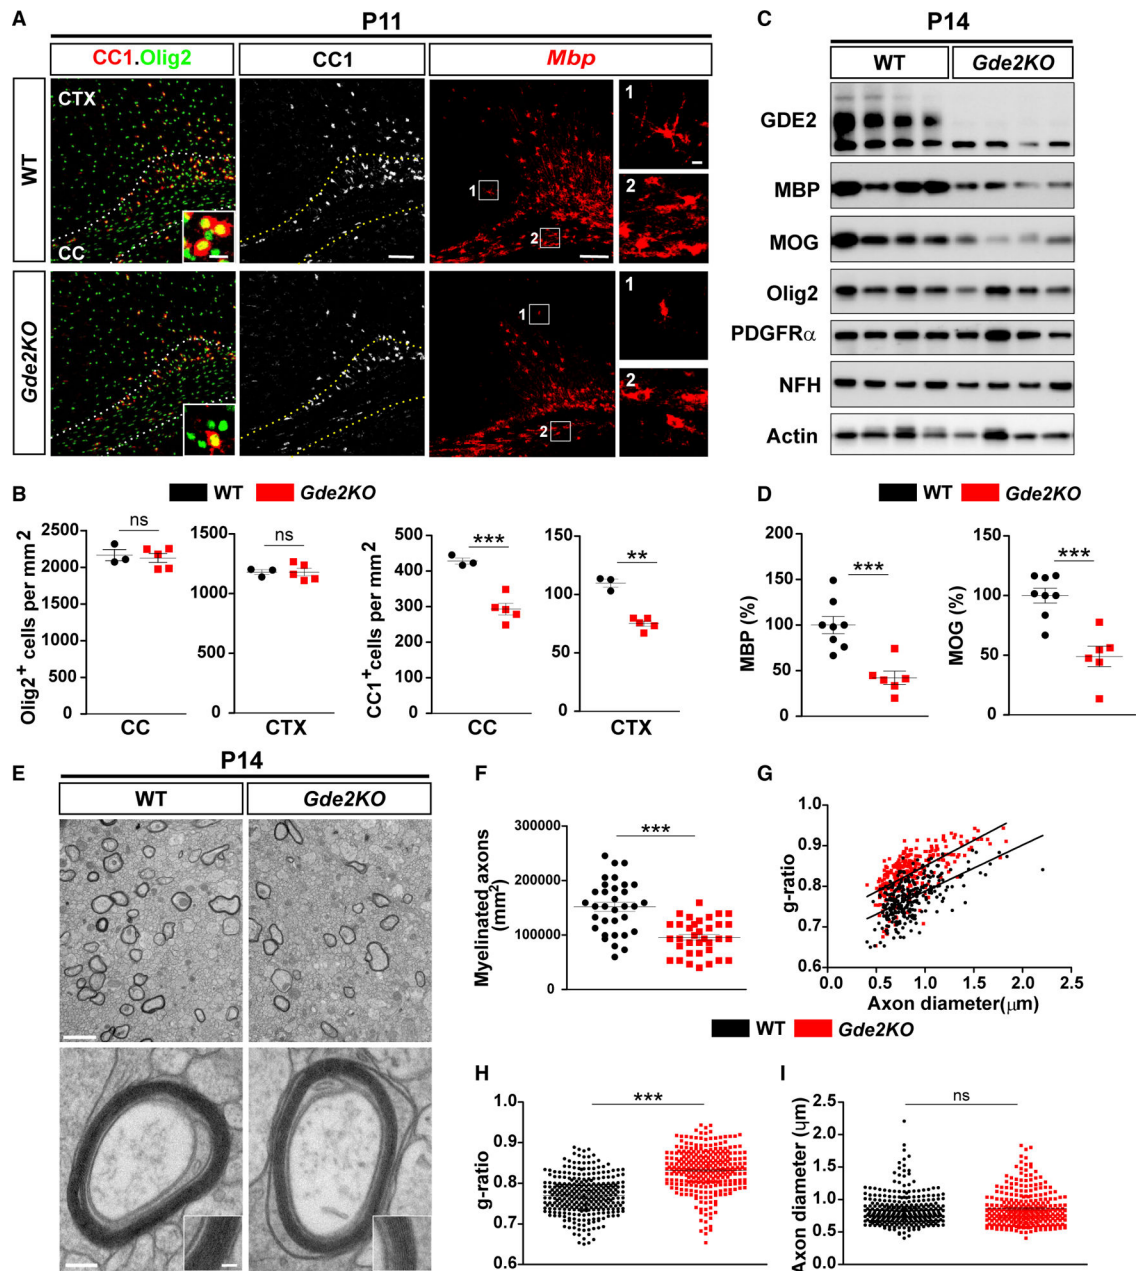 A
P11
CC1.Olig2
CC1
Mbp
WT
CTX
CC
1
2
1
2
Gde2KO
1
2
1
2
B
WT Gde2KO
Olig2+ cells per mm2
2500
2000
1500
1000
500
0
ns
CC
1500
1000
500
0
ns
CTX
CC1+cells per mm2
500
400
300
200
100
0
***
CC
150
100
50
0
**
CTX
C
P14
WT Gde2KO
GDE2
MBP
MOG
Olig2
PDGFRα
NFH
Actin
D
WT Gde2KO
MBP (%)
200
150
100
50
0
***
MOG (%)
150
100
50
0
***
E
P14
WT Gde2KO
F
Myelinated axons
(mm2)
300000
200000
100000
0
***
G
g-ratio
1.0
0.9
0.8
0.7
0.6
0.0 0.5 1.0 1.5 2.0 2.5
Axon diameter(μm)
WT Gde2KO
H
g-ratio
1.0
0.9
0.8
0.7
0.6
***
I
Axon diameter (μm)
2.5
2.0
1.5
1.0
0.5
0.0
ns